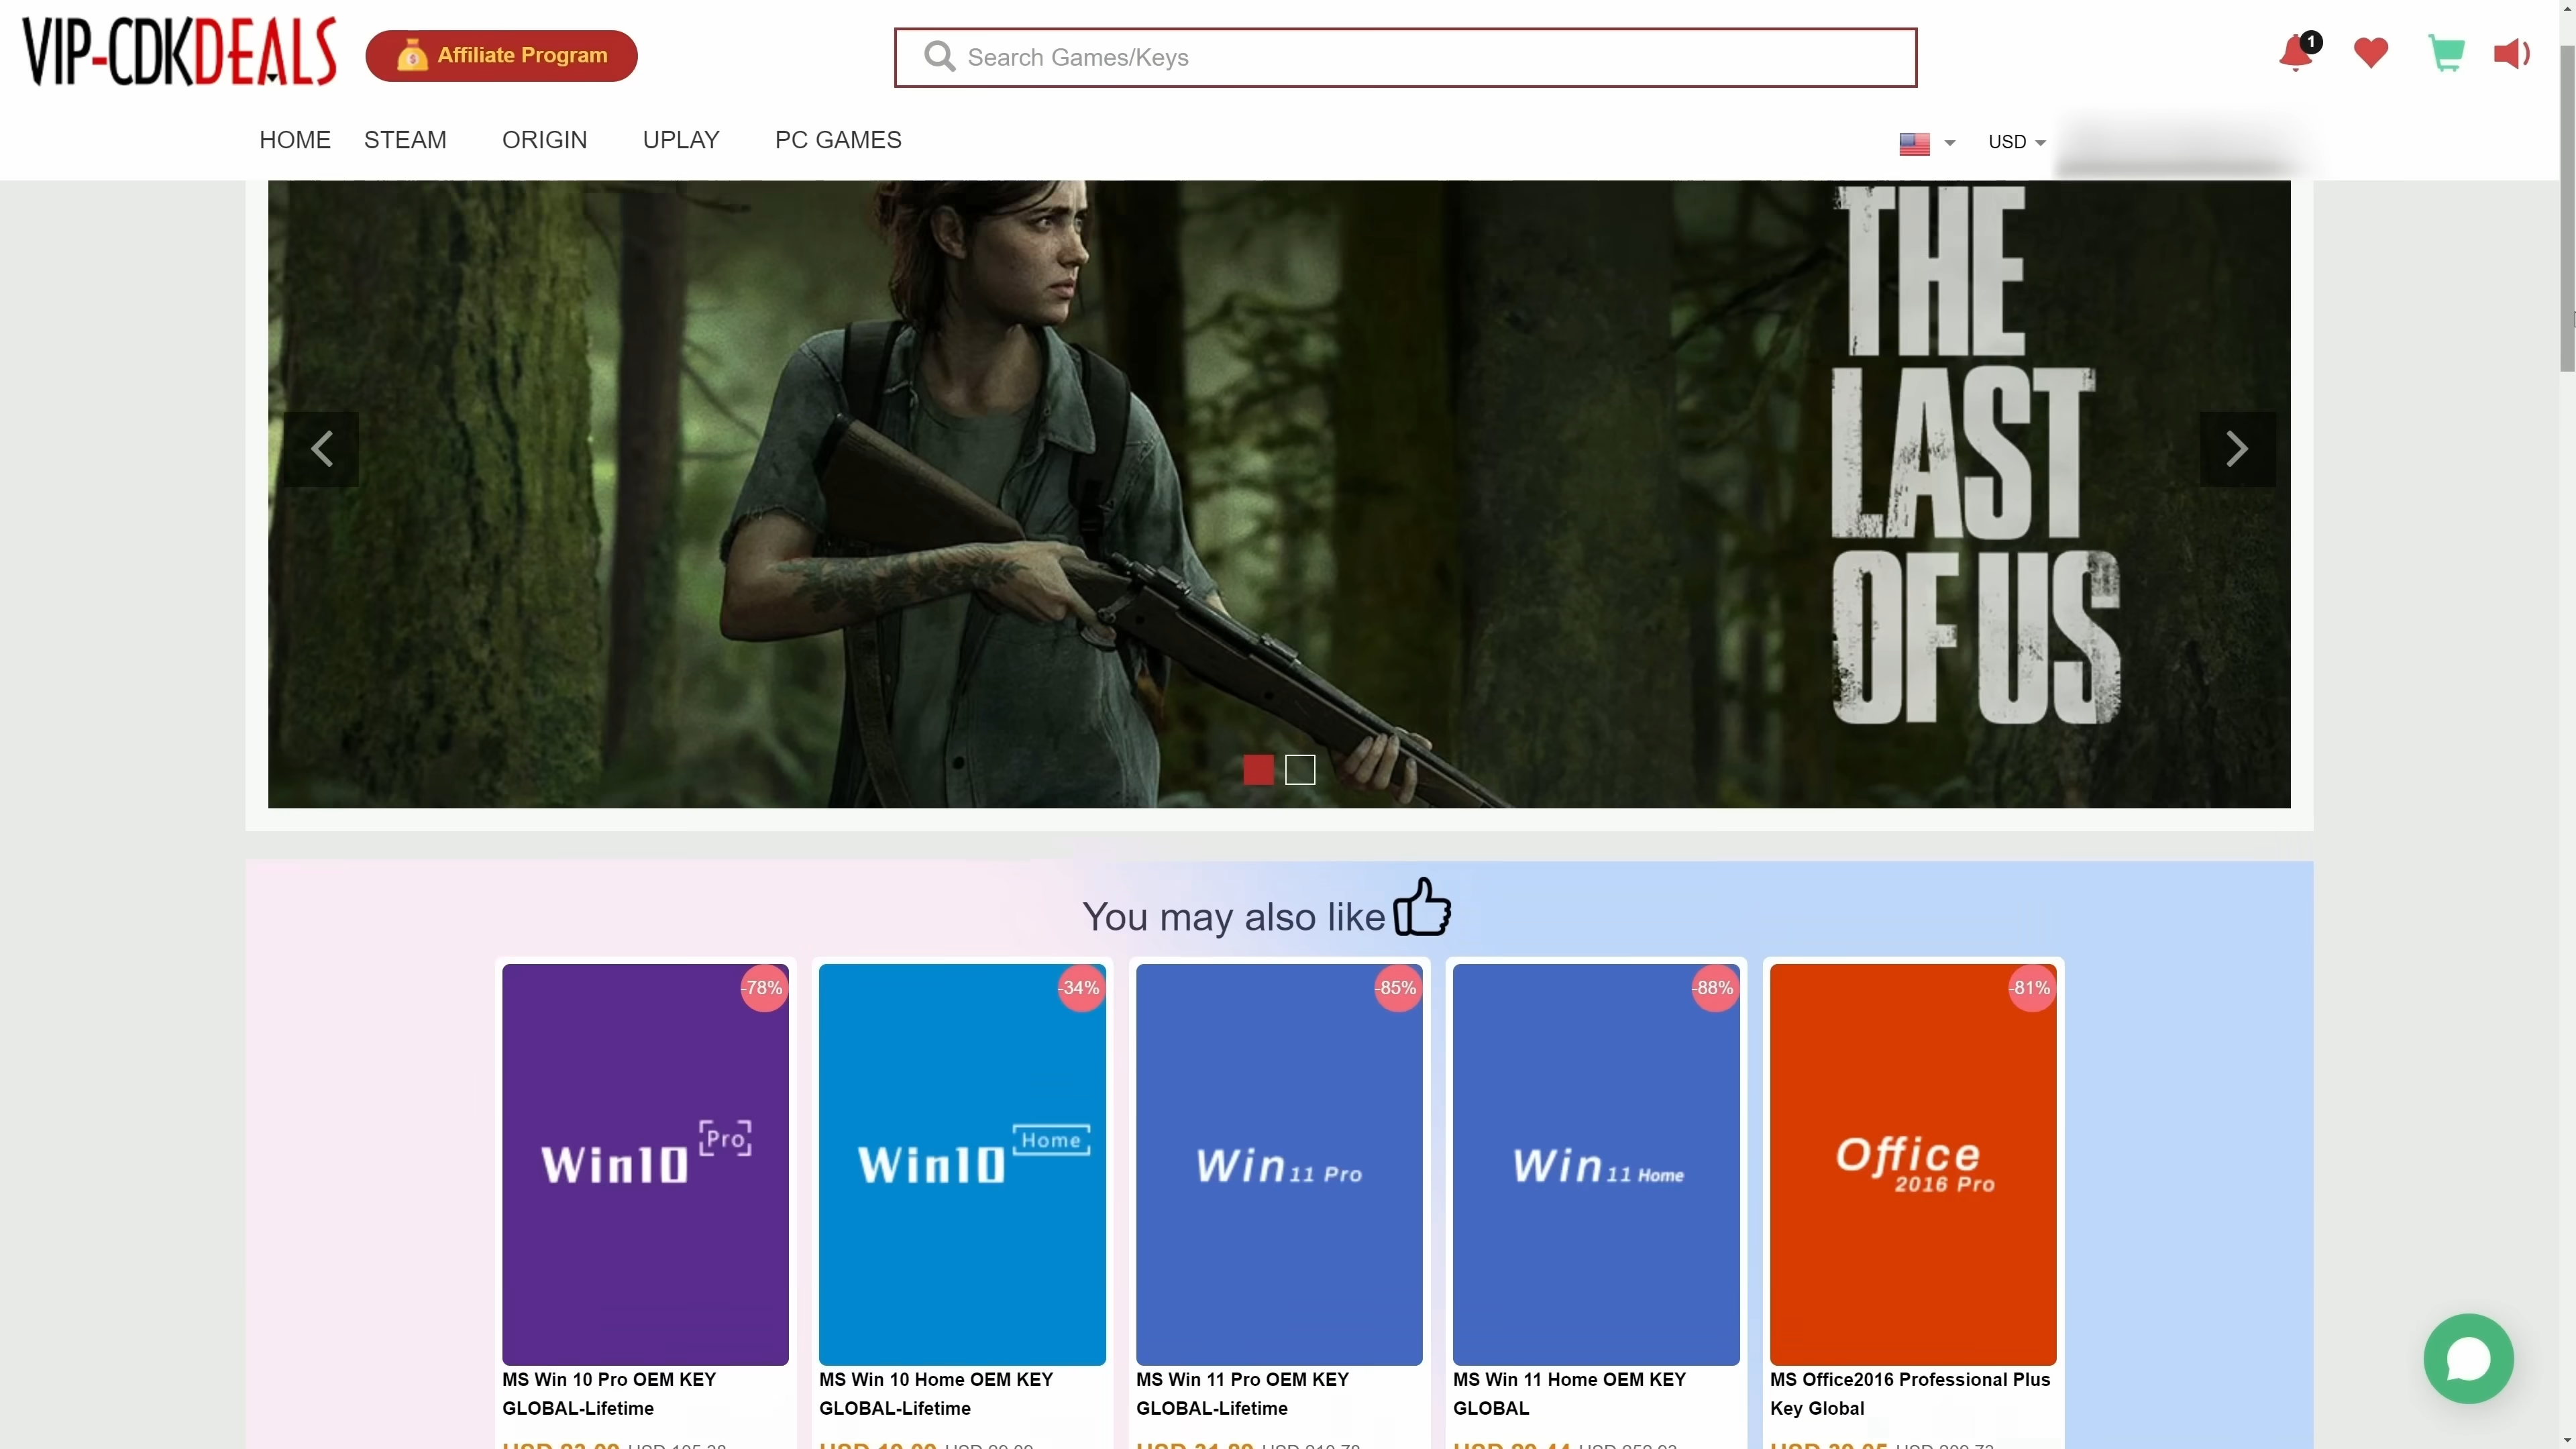 VIP-CDKDEALS
Affiliate Program
Search Games/Keys
1
HOME STEAM ORIGIN UPLAY PC GAMES
USD
THE
LAST
OF US
You may also like
-78%
-34%
-85%
-88%
-81%
Win10 Pro
Win10 Home
Win 11 Pro
Win 11 Home
Office
2016 Pro
MS Win 10 Pro OEM KEY
GLOBAL-Lifetime
MS Win 10 Home OEM KEY
GLOBAL-Lifetime
MS Win 11 Pro OEM KEY
GLOBAL-Lifetime
MS Win 11 Home OEM KEY
GLOBAL
MS Office2016 Professional Plus
Key Global